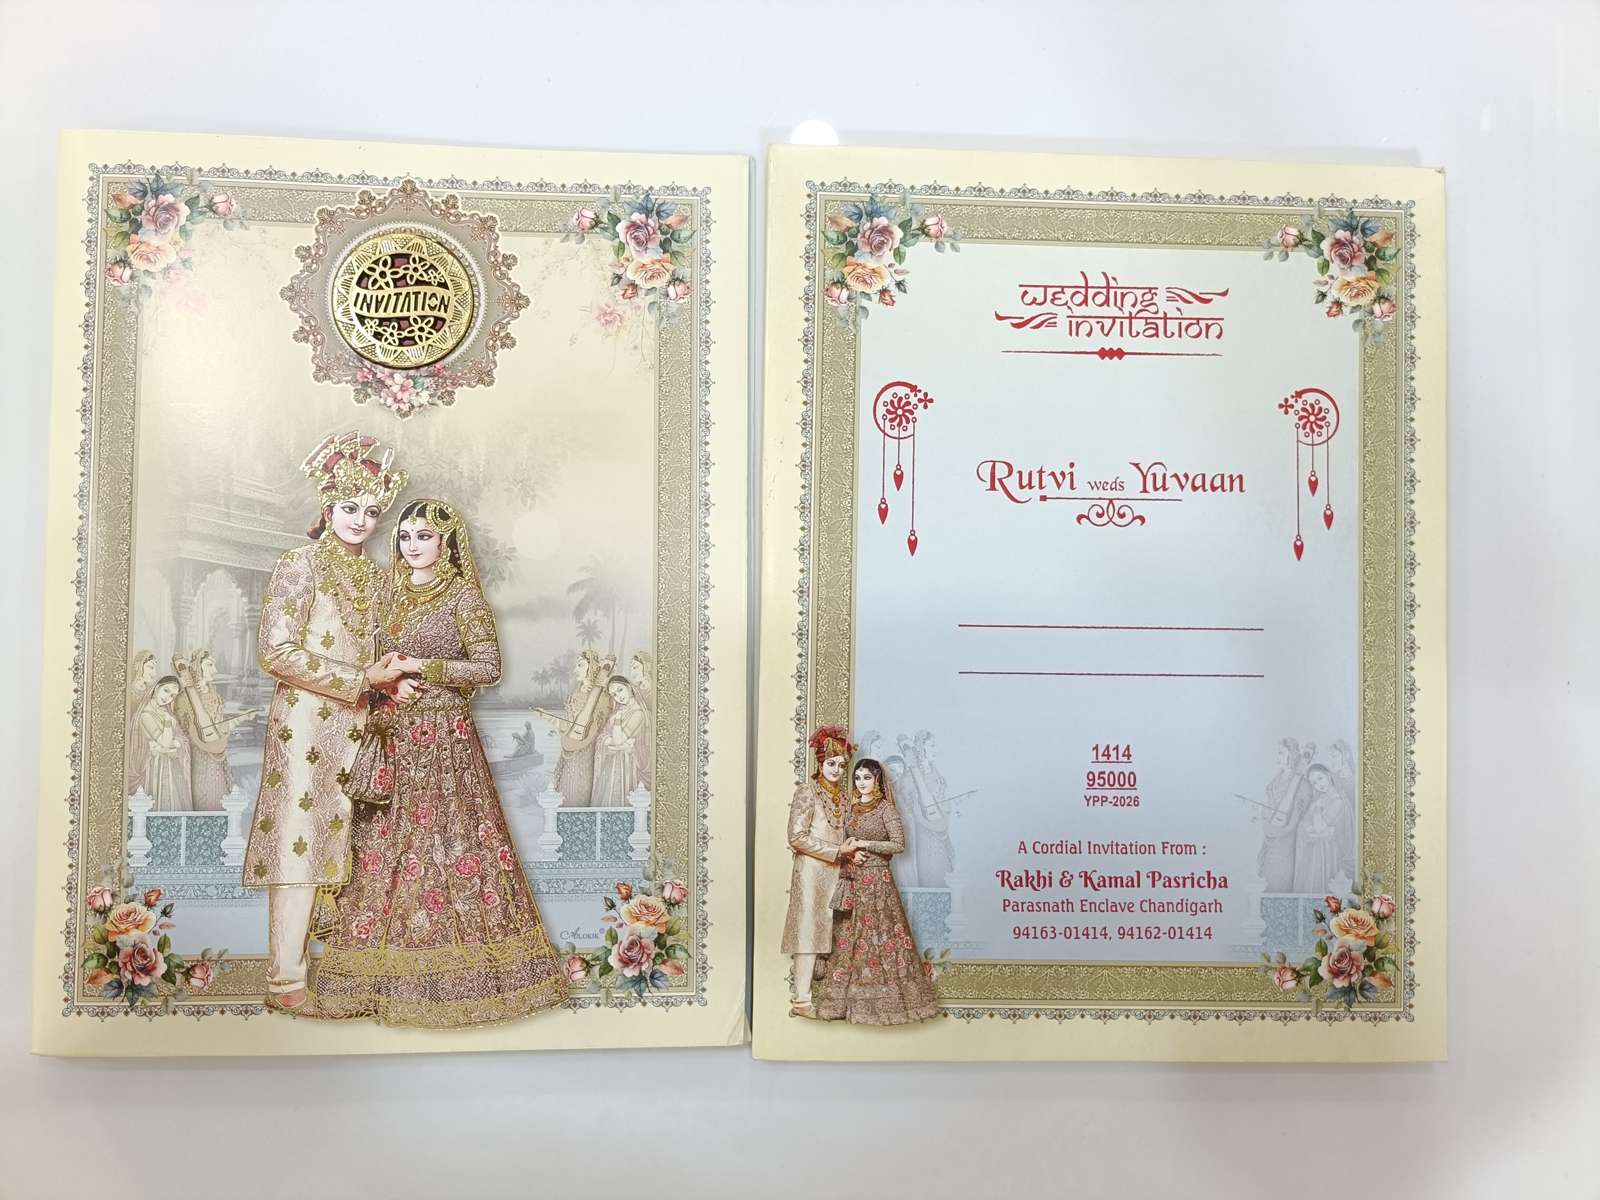 INVITATION
ABLOKIK
wedding
invitation
Rutvi weds Yuvaan
1414
95000
YPP-2026
A Cordial Invitation From :
Rakhi & Kamal Pasricha
Parasnath Enclave Chandigarh
94163-01414, 94162-01414